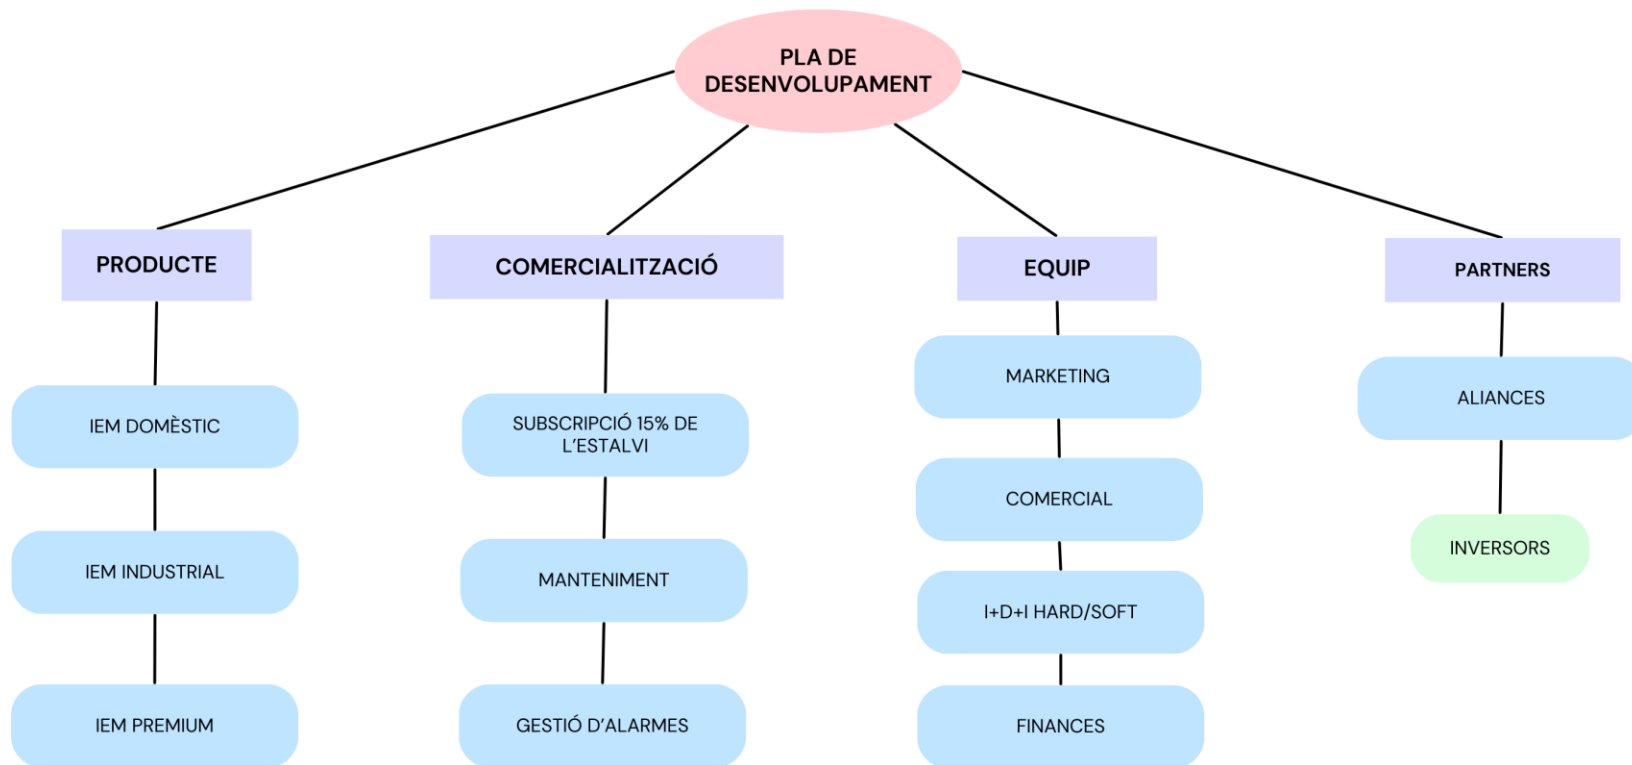 PLA DE
DESENVOLUPAMENT
PRODUCTE
IEM DOMÈSTIC
IEM INDUSTRIAL
IEM PREMIUM
COMERCIALITZACIÓ
SUBSCRIPCIÓ 15% DE
L'ESTALVI
MANTENIMENT
GESTIÓ D'ALARMES
EQUIP
MARKETING
COMERCIAL
I+D+I HARD/SOFT
FINANCES
PARTNERS
ALIANCES
INVERSORS